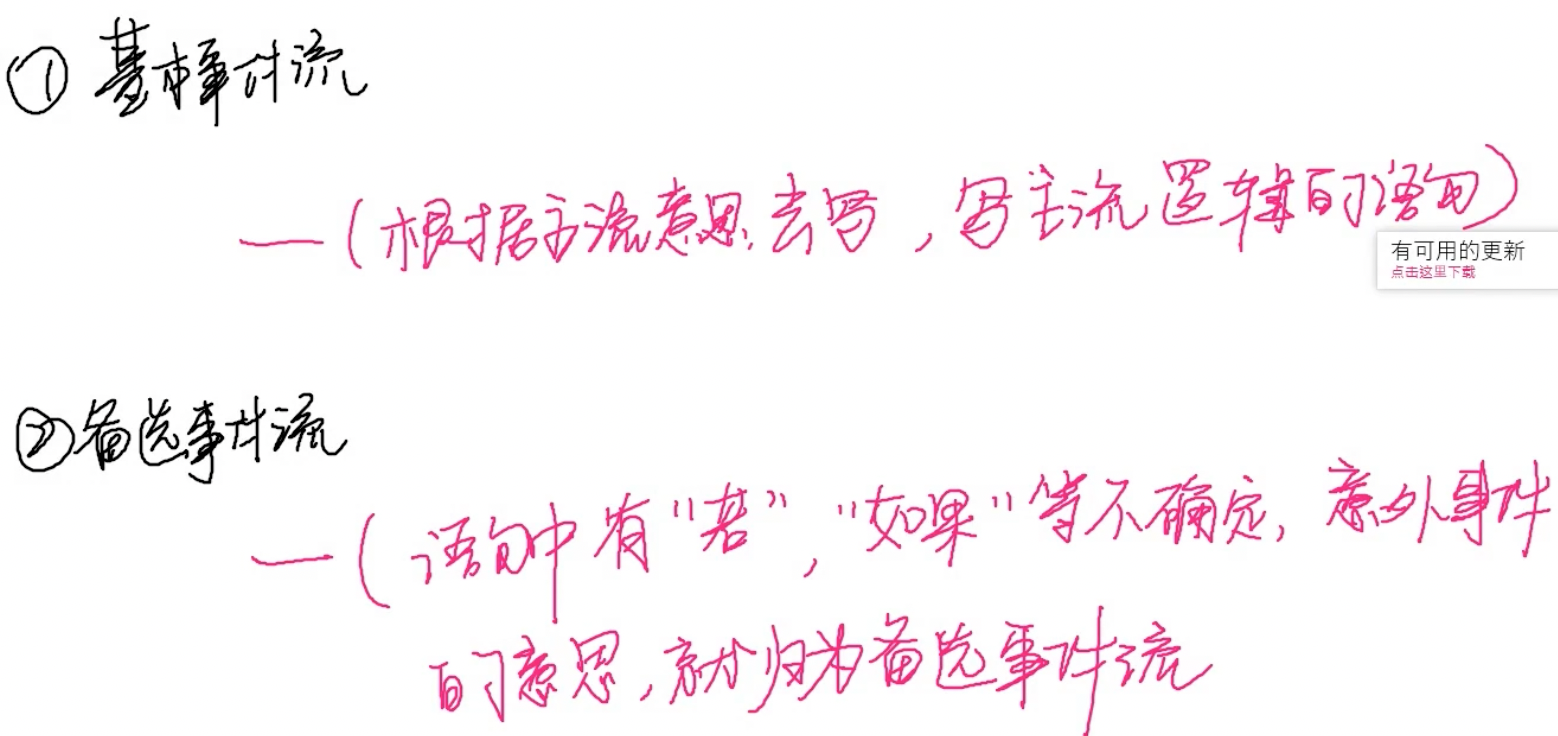 ① 基本事件流
—(根据主流意思去写,写主流逻辑的语句)
有可用的更新
点击这里下载
②备选事件流
—(语句中有“若”,“如果”等不确定,意外事件
的意思,就归为备选事件流